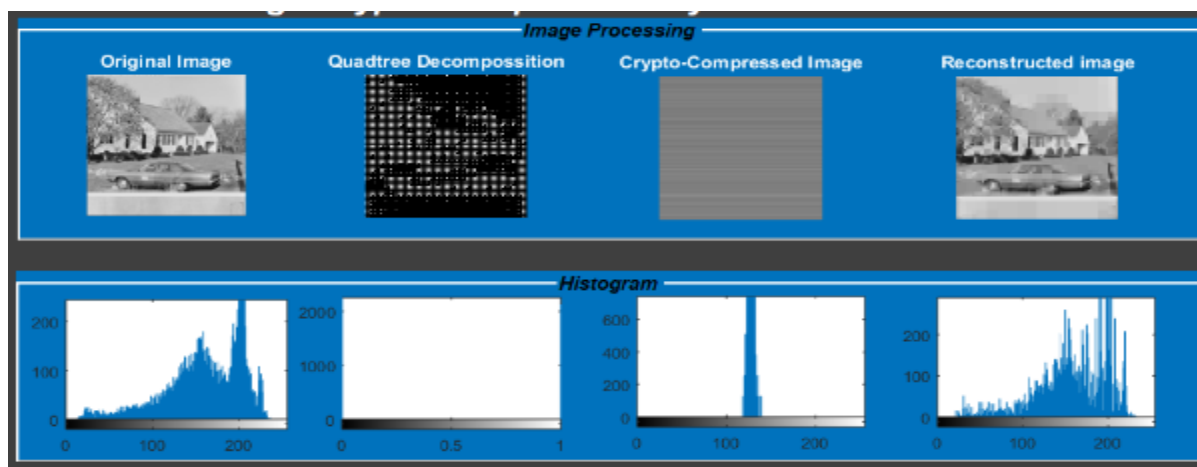 Image Processing
Original Image Quadtree Decompossition Crypto-Compressed Image Reconstructed image
Histogram
200 2000 600 200
100 1000 400 100
200
0 0 0 0
0 100 200 0 0.5 1 0 100 200 0 100 200